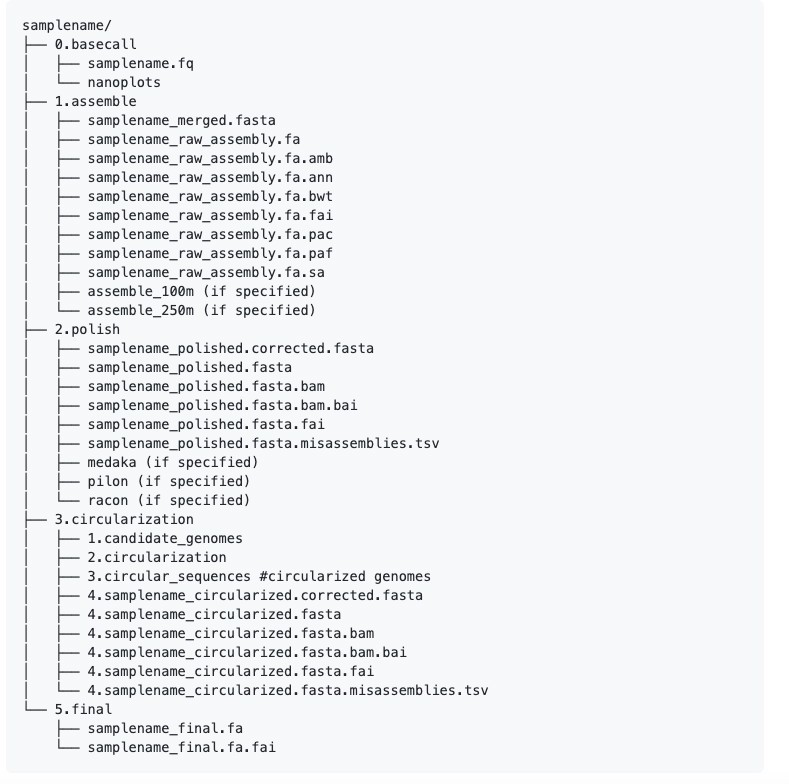 samplename/
├── 0.basecall
│   ├── samplename.fq
│   └── nanoplots
├── 1.assemble
│   ├── samplename_merged.fasta
│   ├── samplename_raw_assembly.fa
│   ├── samplename_raw_assembly.fa.amb
│   ├── samplename_raw_assembly.fa.ann
│   ├── samplename_raw_assembly.fa.bwt
│   ├── samplename_raw_assembly.fa.fai
│   ├── samplename_raw_assembly.fa.pac
│   ├── samplename_raw_assembly.fa.paf
│   ├── samplename_raw_assembly.fa.sa
│   ├── assemble_100m (if specified)
│   └── assemble_250m (if specified)
├── 2.polish
│   ├── samplename_polished.corrected.fasta
│   ├── samplename_polished.fasta
│   ├── samplename_polished.fasta.bam
│   ├── samplename_polished.fasta.bam.bai
│   ├── samplename_polished.fasta.fai
│   ├── samplename_polished.fasta.misassemblies.tsv
│   ├── medaka (if specified)
│   ├── pilon (if specified)
│   └── racon (if specified)
├── 3.circularization
│   ├── 1.candidate_genomes
│   ├── 2.circularization
│   ├── 3.circular_sequences #circularized genomes
│   ├── 4.samplename_circularized.corrected.fasta
│   ├── 4.samplename_circularized.fasta
│   ├── 4.samplename_circularized.fasta.bam
│   ├── 4.samplename_circularized.fasta.bam.bai
│   ├── 4.samplename_circularized.fasta.fai
│   └── 4.samplename_circularized.fasta.misassemblies.tsv
└── 5.final
    ├── samplename_final.fa
    └── samplename_final.fa.fai